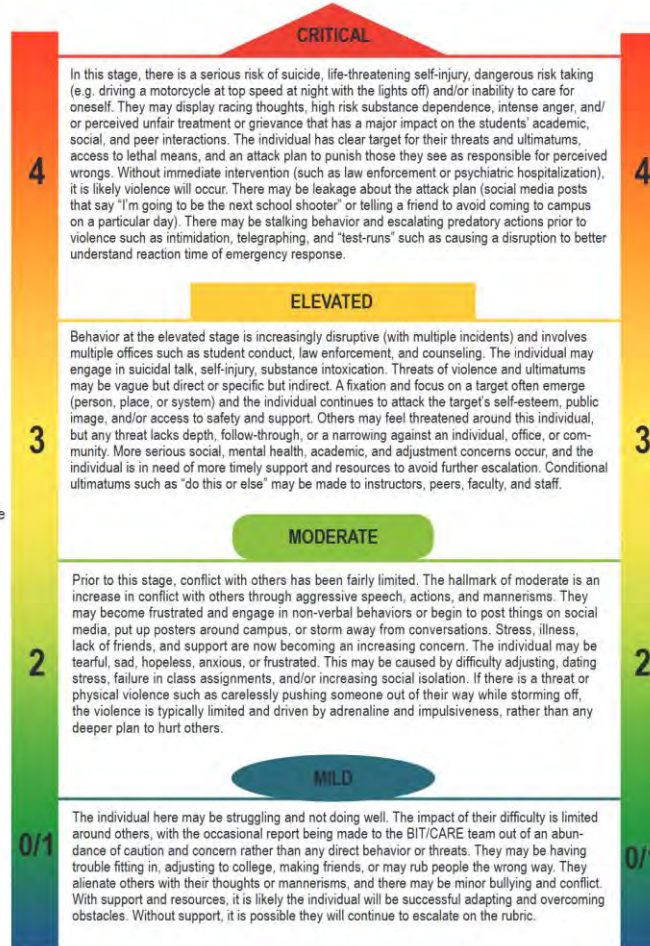 CRITICAL
In this stage, there is a serious risk of suicide, life-threatening self-injury, dangerous risk taking
(e.g. driving a motorcycle at top speed at night with the lights off) and/or inability to care for
oneself. They may display racing thoughts, high risk substance dependence, intense anger, and/
or perceived unfair treatment or grievance that has a major impact on the students' academic,
social, and peer interactions. The individual has clear target for their threats and ultimatums,
access to lethal means, and an attack plan to punish those they see as responsible for perceived
wrongs. Without immediate intervention (such as law enforcement or psychiatric hospitalization),
it is likely violence will occur. There may be leakage about the attack plan (social media posts
that say "I'm going to be the next school shooter" or telling a friend to avoid coming to campus
on a particular day). There may be stalking behavior and escalating predatory actions prior to
violence such as intimidation, telegraphing, and "test-runs" such as causing a disruption to better
understand reaction time of emergency response.
4
4
ELEVATED
Behavior at the elevated stage is increasingly disruptive (with multiple incidents) and involves
multiple offices such as student conduct, law enforcement, and counseling. The individual may
engage in suicidal talk, self-injury, substance intoxication. Threats of violence and ultimatums
may be vague but direct or specific but indirect. A fixation and focus on a target often emerge
(person, place, or system) and the individual continues to attack the target's self-esteem, public
image, and/or access to safety and support. Others may feel threatened around this individual,
but any threat lacks depth, follow-through, or a narrowing against an individual, office, or com-
munity. More serious social, mental health, academic, and adjustment concerns occur, and the
individual is in need of more timely support and resources to avoid further escalation. Conditional
ultimatums such as "do this or else" may be made to instructors, peers, faculty, and staff.
3
3
e
MODERATE
Prior to this stage, conflict with others has been fairly limited. The hallmark of moderate is an
increase in conflict with others through aggressive speech, actions, and mannerisms. They
may become frustrated and engage in non-verbal behaviors or begin to post things on social
media, put up posters around campus, or storm away from conversations. Stress, illness,
lack of friends, and support are now becoming an increasing concern. The individual may be
tearful, sad, hopeless, anxious, or frustrated. This may be caused by difficulty adjusting, dating
stress, failure in class assignments, and/or increasing social isolation. If there is a threat or
physical violence such as carelessly pushing someone out of their way while storming off,
the violence is typically limited and driven by adrenaline and impulsiveness, rather than any
deeper plan to hurt others.
2
2
MILD
The individual here may be struggling and not doing well. The impact of their difficulty is limited
around others, with the occasional report being made to the BIT/CARE team out of an abun-
dance of caution and concern rather than any direct behavior or threats. They may be having
trouble fitting in, adjusting to college, making friends, or may rub people the wrong way. They
alienate others with their thoughts or mannerisms, and there may be minor bullying and conflict.
With support and resources, it is likely the individual will be successful adapting and overcoming
obstacles. Without support, it is possible they will continue to escalate on the rubric.
0/1